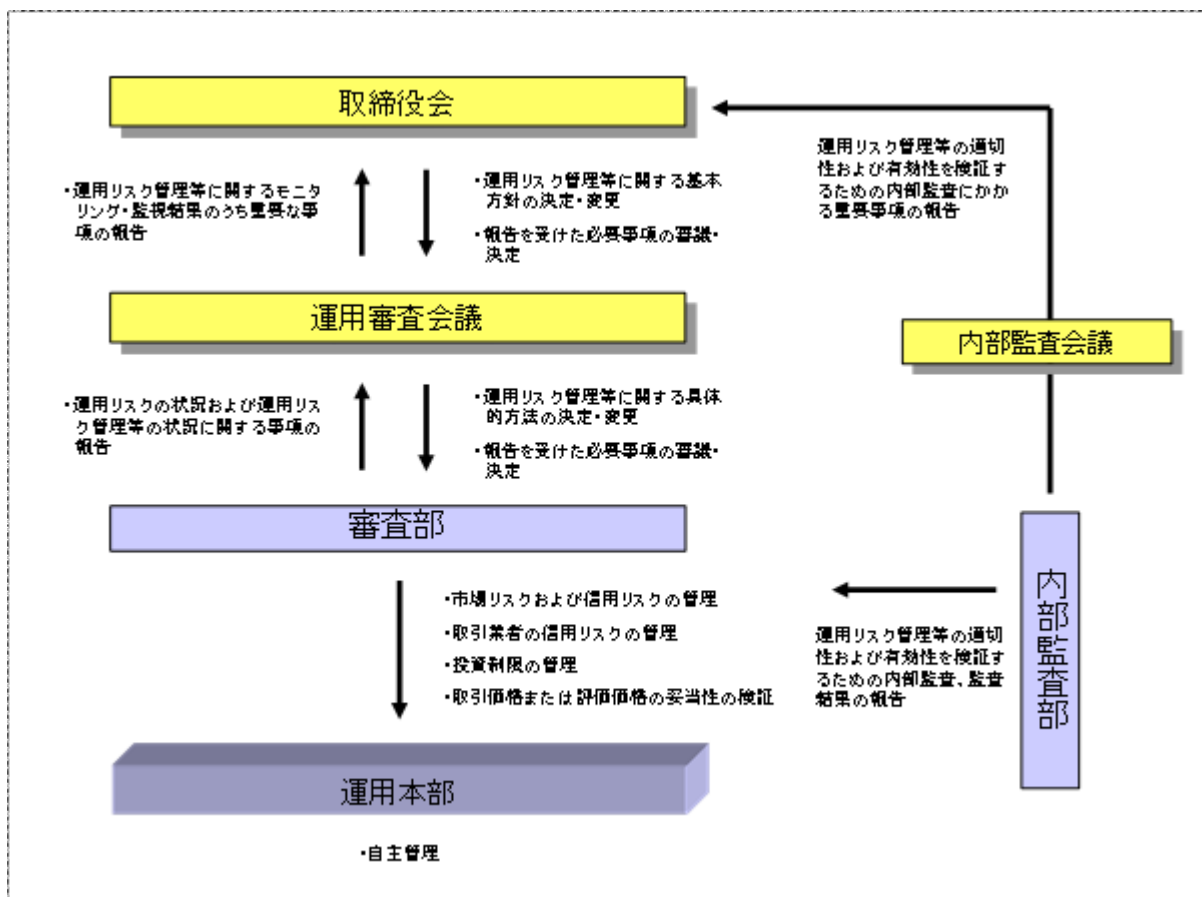 取締役会
・運用リスク管理等に関するモニ
タリング・監視結果のうち重要な事
項の報告
・運用リスク管理等に関する基本
方針の決定・変更
・報告を受けた必要事項の審議・
決定
運用リスク管理等の適切
性および有効性を検証す
るための内部監査にかか
る重要事項の報告
運用審査会議
内部監査会議
・運用リスクの状況および運用リス
ク管理等の状況に関する事項の
報告
・運用リスク管理等に関する具体
的方法の決定・変更
・報告を受けた必要事項の審議・
決定
審査部
内部監査部
・市場リスクおよび信用リスクの管理
・取引業者の信用リスクの管理
・投資制限の管理
・取引価格または評価価格の妥当性の検証
運用リスク管理等の適切
性および有効性を検証す
るための内部監査、監査
結果の報告
運用本部
・自主管理